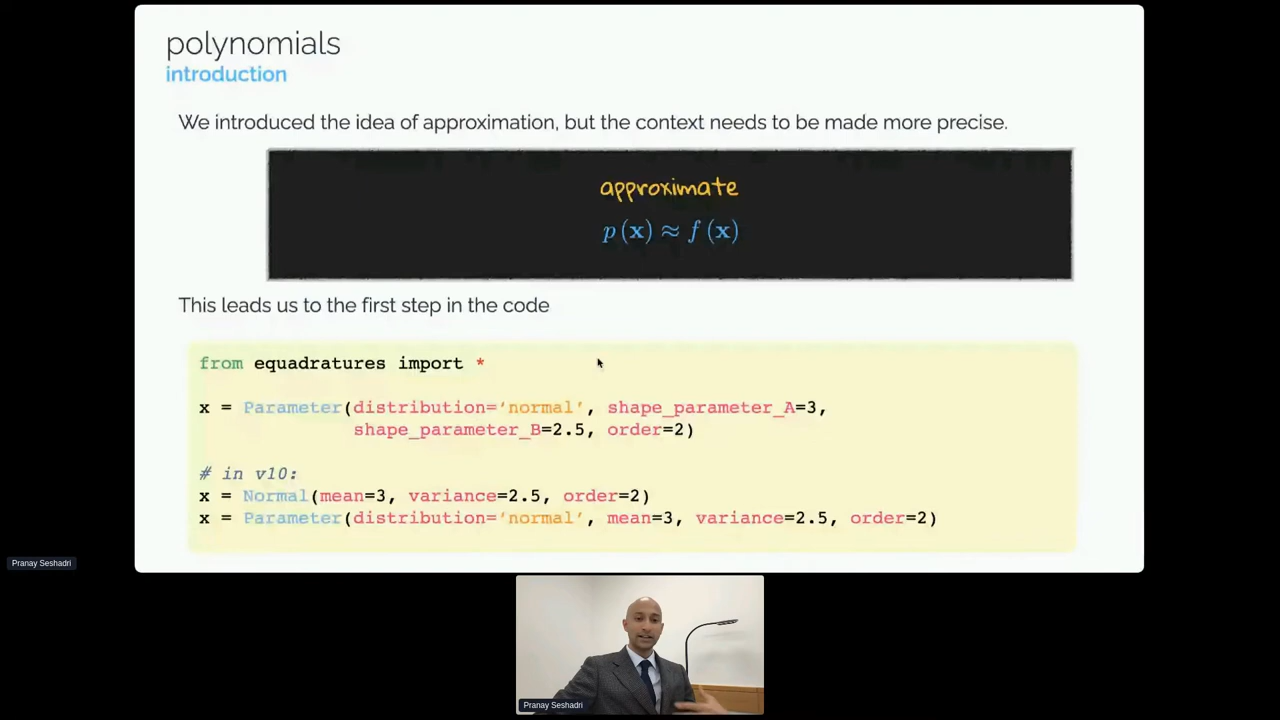 polynomials
introduction
We introduced the idea of approximation, but the context needs to be made more precise.
approximate
p (x) ≈ f (x)
This leads us to the first step in the code
from equadratures import *
x = Parameter(distribution=‘normal’, shape_parameter_A=3,
shape_parameter_B=2.5, order=2)
# in v10:
x = Normal(mean=3, variance=2.5, order=2)
x = Parameter(distribution=‘normal’, mean=3, variance=2.5, order=2)
Pranay Seshadri
Pranay Seshadri